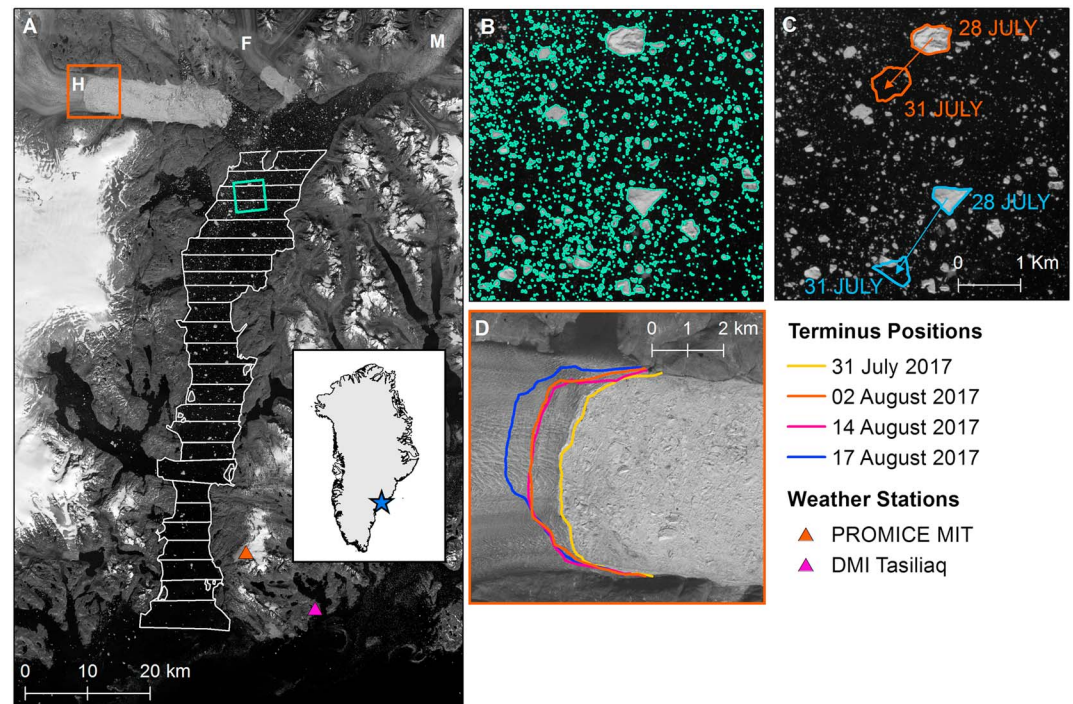 A
F
M
H
0 10 20 km
B
C
28 JULY
31 JULY
28 JULY
31 JULY
0 1 Km
D
0 1 2 km
Terminus Positions
31 July 2017
02 August 2017
14 August 2017
17 August 2017
Weather Stations
PROMICE MIT
DMI Tasiliaq